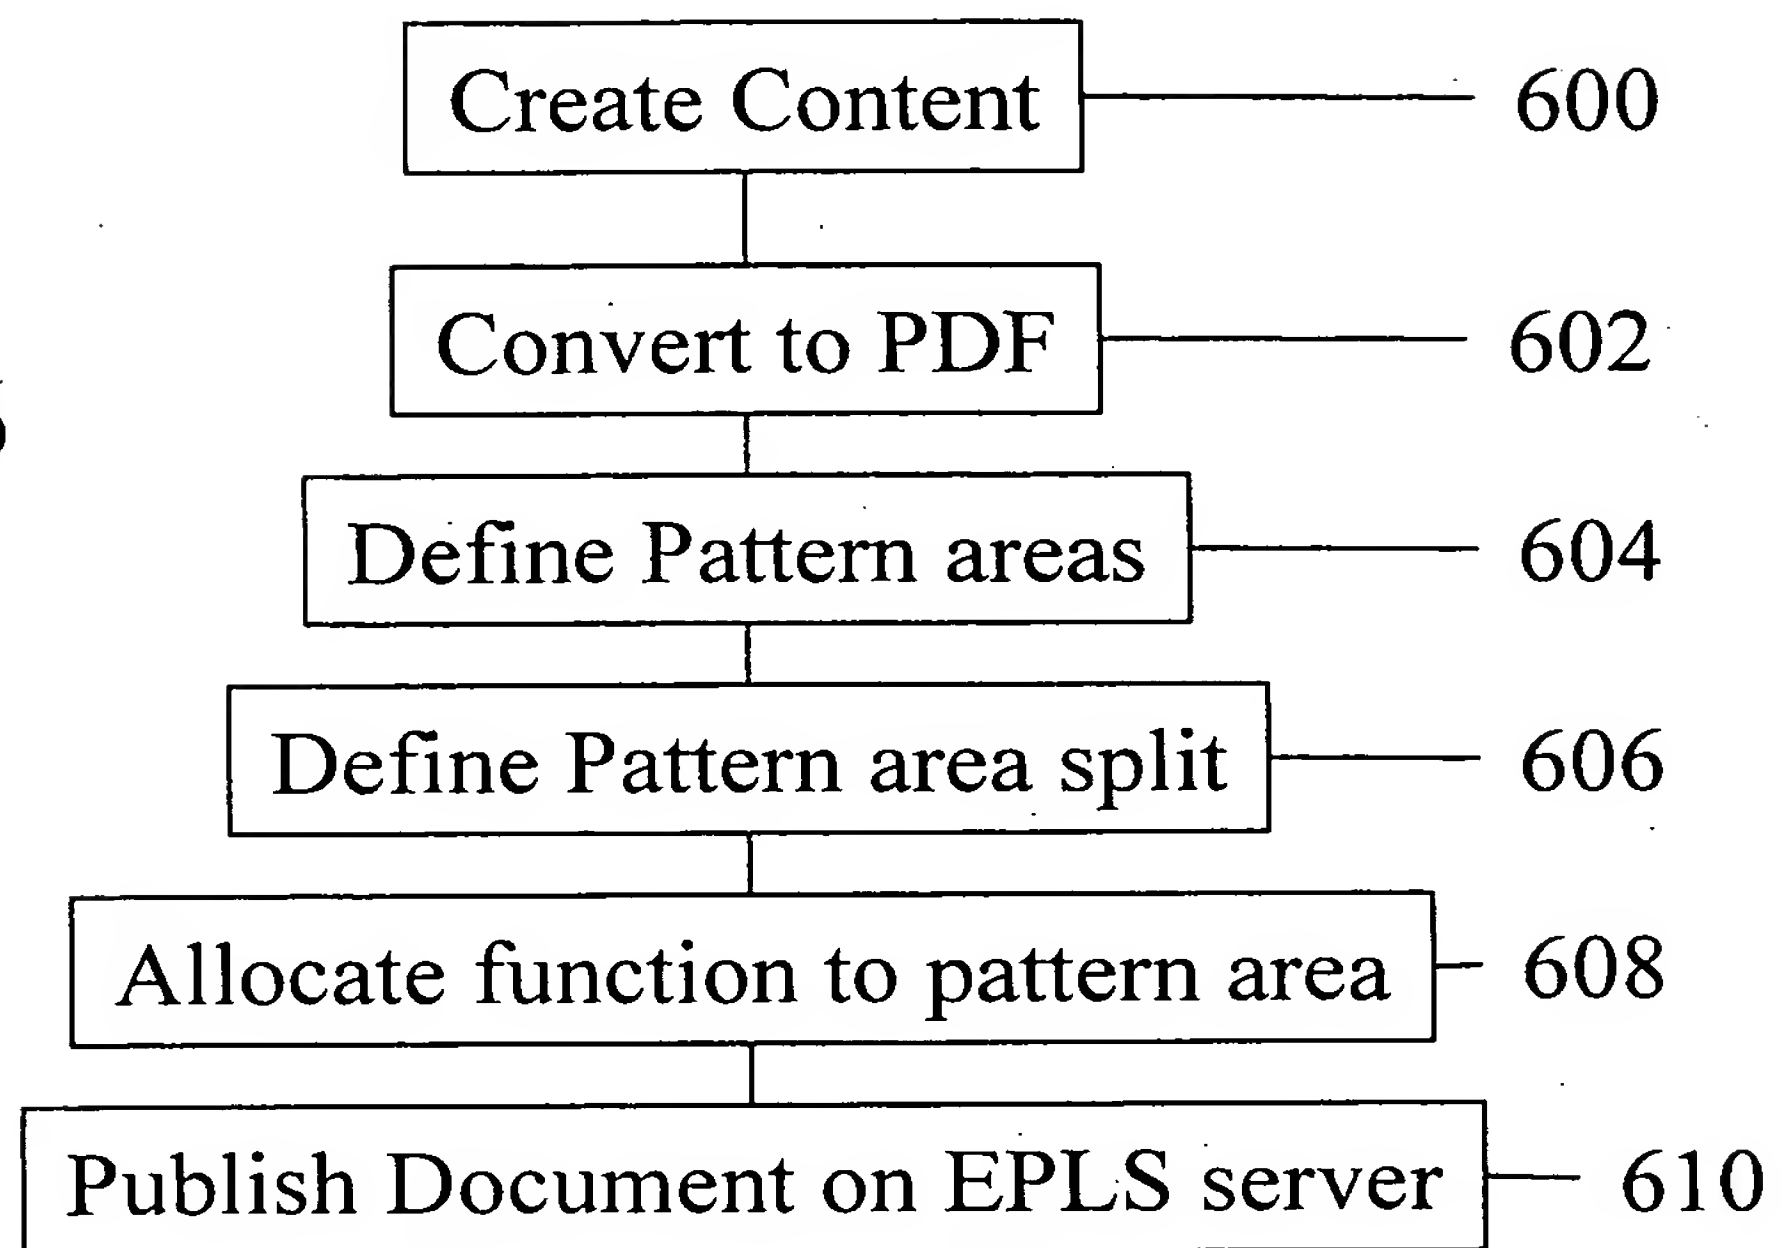 Create Content 600
Convert to PDF 602
Define Pattern areas 604
Define Pattern area split 606
Allocate function to pattern area 608
Publish Document on EPLS server 610